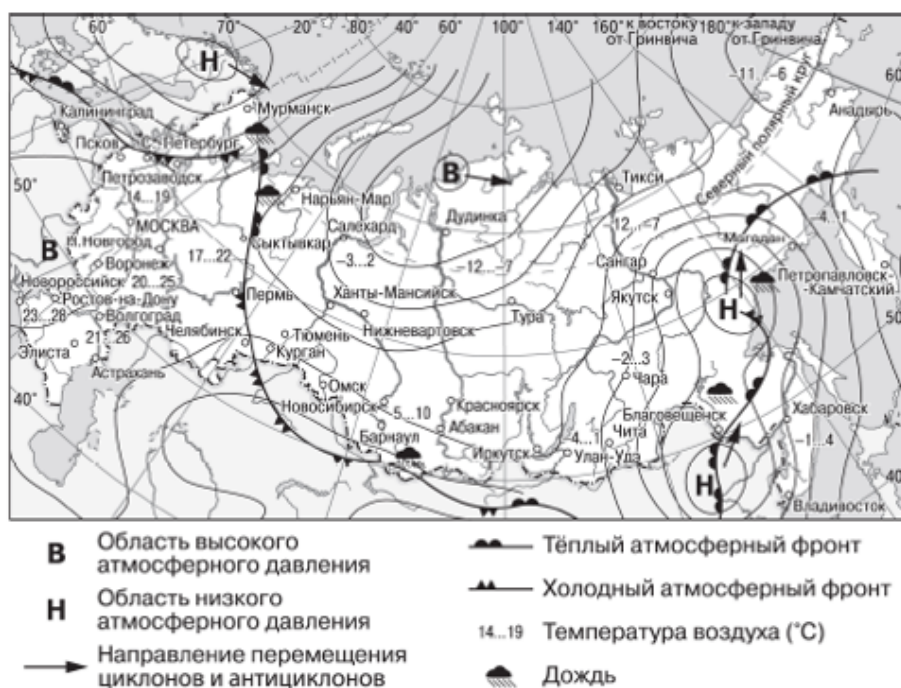 60° 70° 20° 40° 60° 80° 100° 120° 140° 160° к востоку 180° к западу
от Гринвича от Гринвича
Н
–11...–6
60°
Мурманск
Анадырь
Калининград
Северный полярный круг
Псков С.-Петербург
В
Тикси
50°
Петрозаводск
14...19
Нарьян-Мар
–12...–7
–4...1
МОСКВА
Салехард
Дудинка
Магадан
Н.Новгород
17...22
Сыктывкар
–3...2
–12...–7
Сангар
В
Воронеж
Петропавловск-
-Камчатский
Новороссийск
20...25
Ханты-Мансийск
Якутск
Н
Ростов-на-Дону
Пермь
23...28
Волгоград
Тура
50°
Нижневартовск
21...26
Челябинск
Тюмень
Элиста
Курган
–2...3
Астрахань
Чара
Омск
40°
Новосибирск
5...10
Красноярск
Благовещенск
Хабаровск
Барнаул
Абакан
–4...1
Чита
–1...4
Иркутск
Улан-Удэ
Н
Владивосток
40°
В Область высокого
атмосферного давления
Н Область низкого
атмосферного давления
Направление перемещения
циклонов и антициклонов
Тёплый атмосферный фронт
Холодный атмосферный фронт
14...19 Температура воздуха (°С)
Дождь